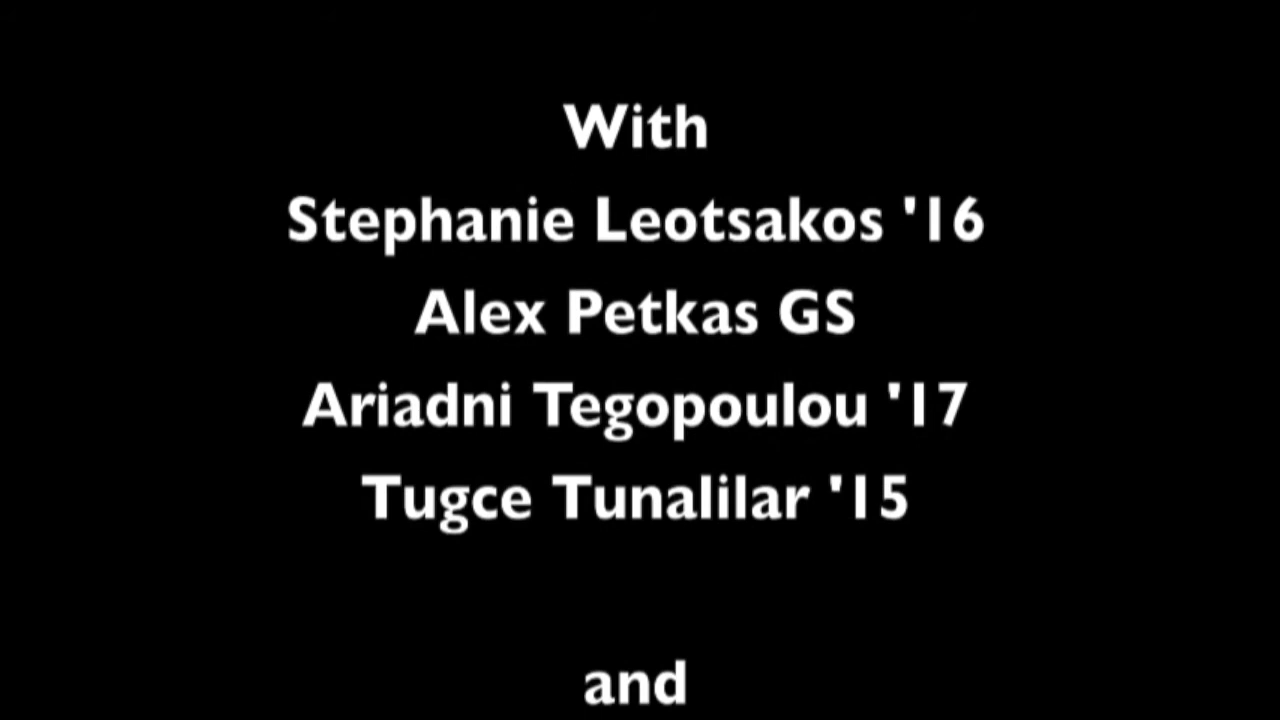 With
Stephanie Leotsakos '16
Alex Petkas GS
Ariadni Tegopoulou '17
Tugce Tunalilar '15
and